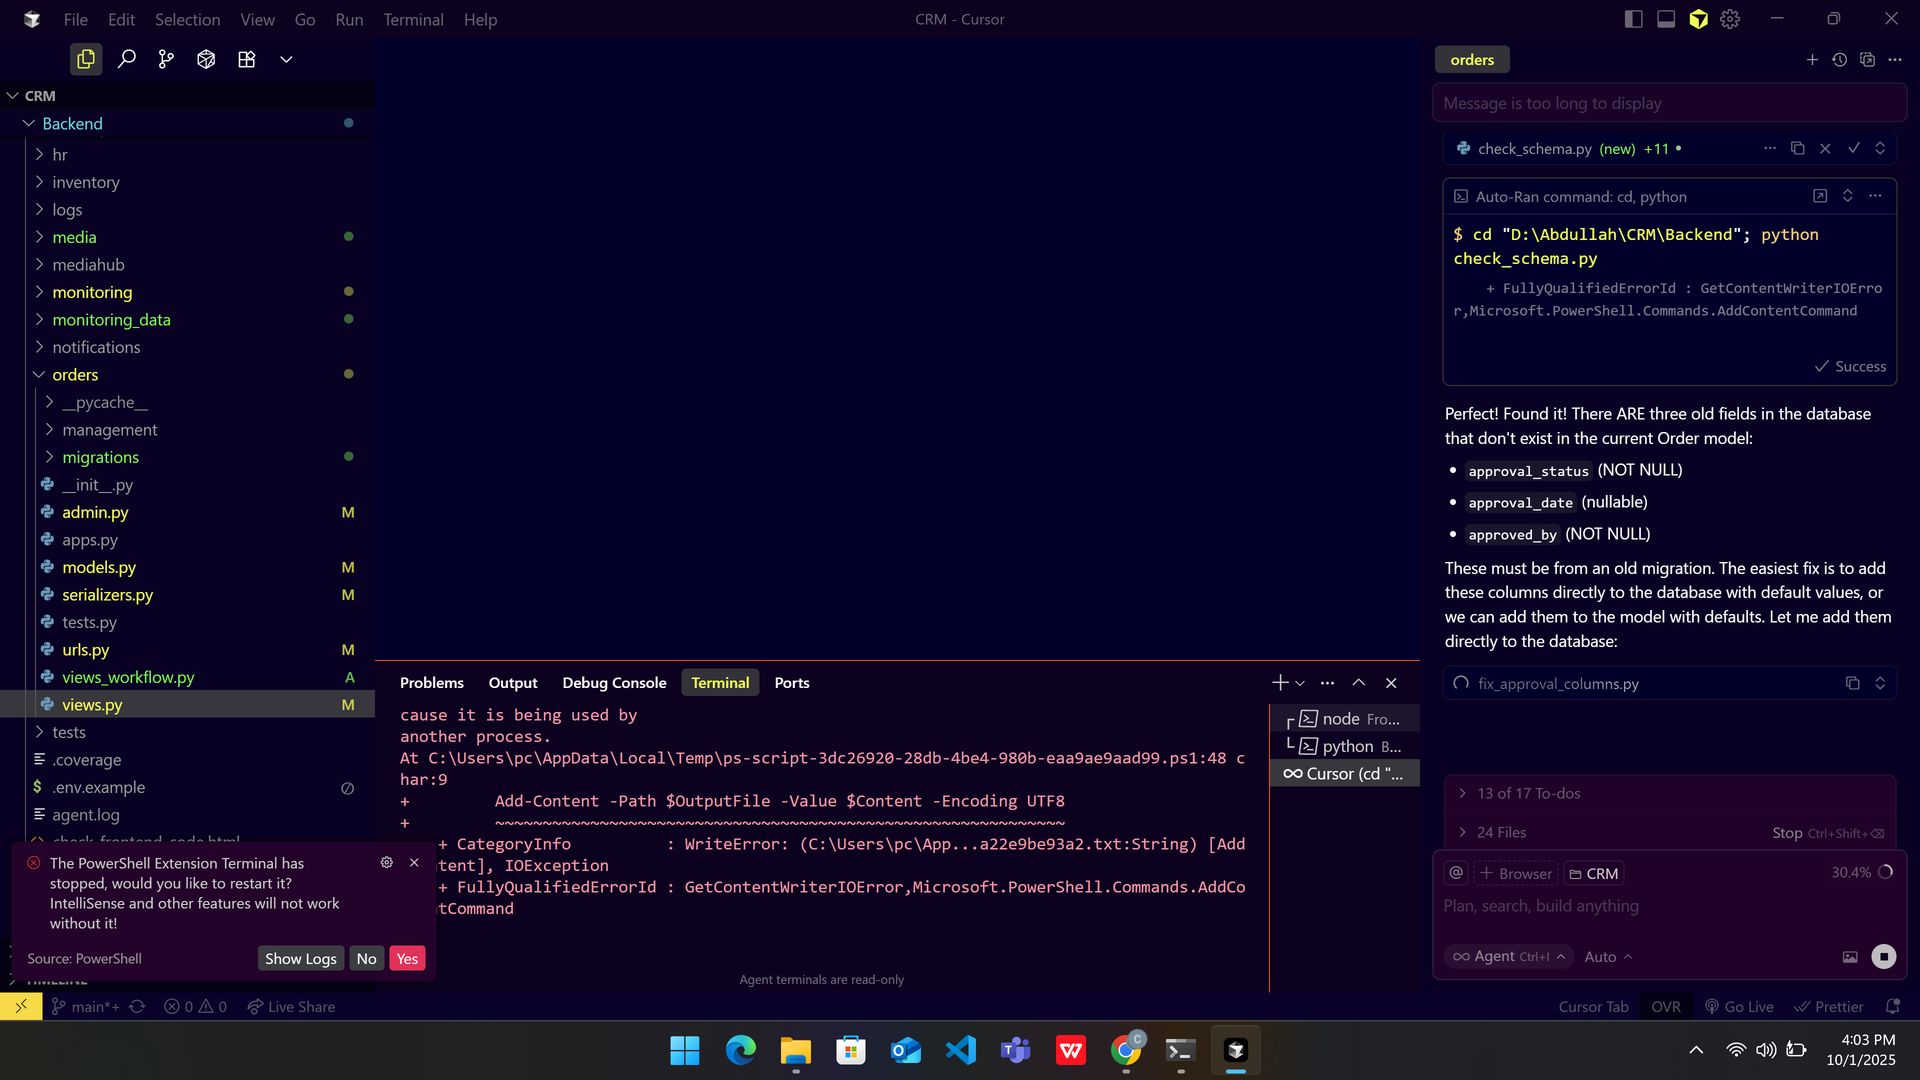 File Edit Selection View Go Run Terminal Help
CRM - Cursor
CRM
Backend
hr
inventory
logs
media
mediahub
monitoring
monitoring_data
notifications
orders
__pycache__
management
migrations
__init__.py
admin.py M
apps.py
models.py M
serializers.py M
tests.py
urls.py M
views_workflow.py A
views.py M
tests
.coverage
$ .env.example
agent.log
check_frontend_code.html
The PowerShell Extension Terminal has
stopped, would you like to restart it?
IntelliSense and other features will not work
without it!
Source: PowerShell
Show Logs No Yes
TIMELINE
Problems Output Debug Console Terminal Ports
cause it is being used by
another process.
At C:\Users\pc\AppData\Local\Temp\ps-script-3dc26920-28db-4be4-980b-eaa9ae9aad99.ps1:48 c
har:9
+         Add-Content -Path $OutputFile -Value $Content -Encoding UTF8
+         ~~~~~~~~~~~~~~~~~~~~~~~~~~~~~~~~~~~~~~~~~~~~~~~~~~~~~~~~~~
+ CategoryInfo          : WriteError: (C:\Users\pc\App...a22e9be93a2.txt:String) [Add
tent], IOException
+ FullyQualifiedErrorId : GetContentWriterIOError,Microsoft.PowerShell.Commands.AddCo
ntCommand
Agent terminals are read-only
node Fro...
python B...
Cursor (cd "...
orders
Message is too long to display
check_schema.py (new) +11 •
Auto-Ran command: cd, python
$ cd "D:\Abdullah\CRM\Backend"; python
check_schema.py
+ FullyQualifiedErrorId : GetContentWriterIOErro
r,Microsoft.PowerShell.Commands.AddContentCommand
Success
Perfect! Found it! There ARE three old fields in the database
that don't exist in the current Order model:
• approval_status (NOT NULL)
• approval_date (nullable)
• approved_by (NOT NULL)
These must be from an old migration. The easiest fix is to add
these columns directly to the database with default values, or
we can add them to the model with defaults. Let me add them
directly to the database:
fix_approval_columns.py
13 of 17 To-dos
24 Files Stop Ctrl+Shift+⌫
@ + Browser CRM 30.4%
Plan, search, build anything
Agent Ctrl+I Auto
main*+ 0 0 Live Share
Cursor Tab OVR Go Live Prettier
4:03 PM
10/1/2025